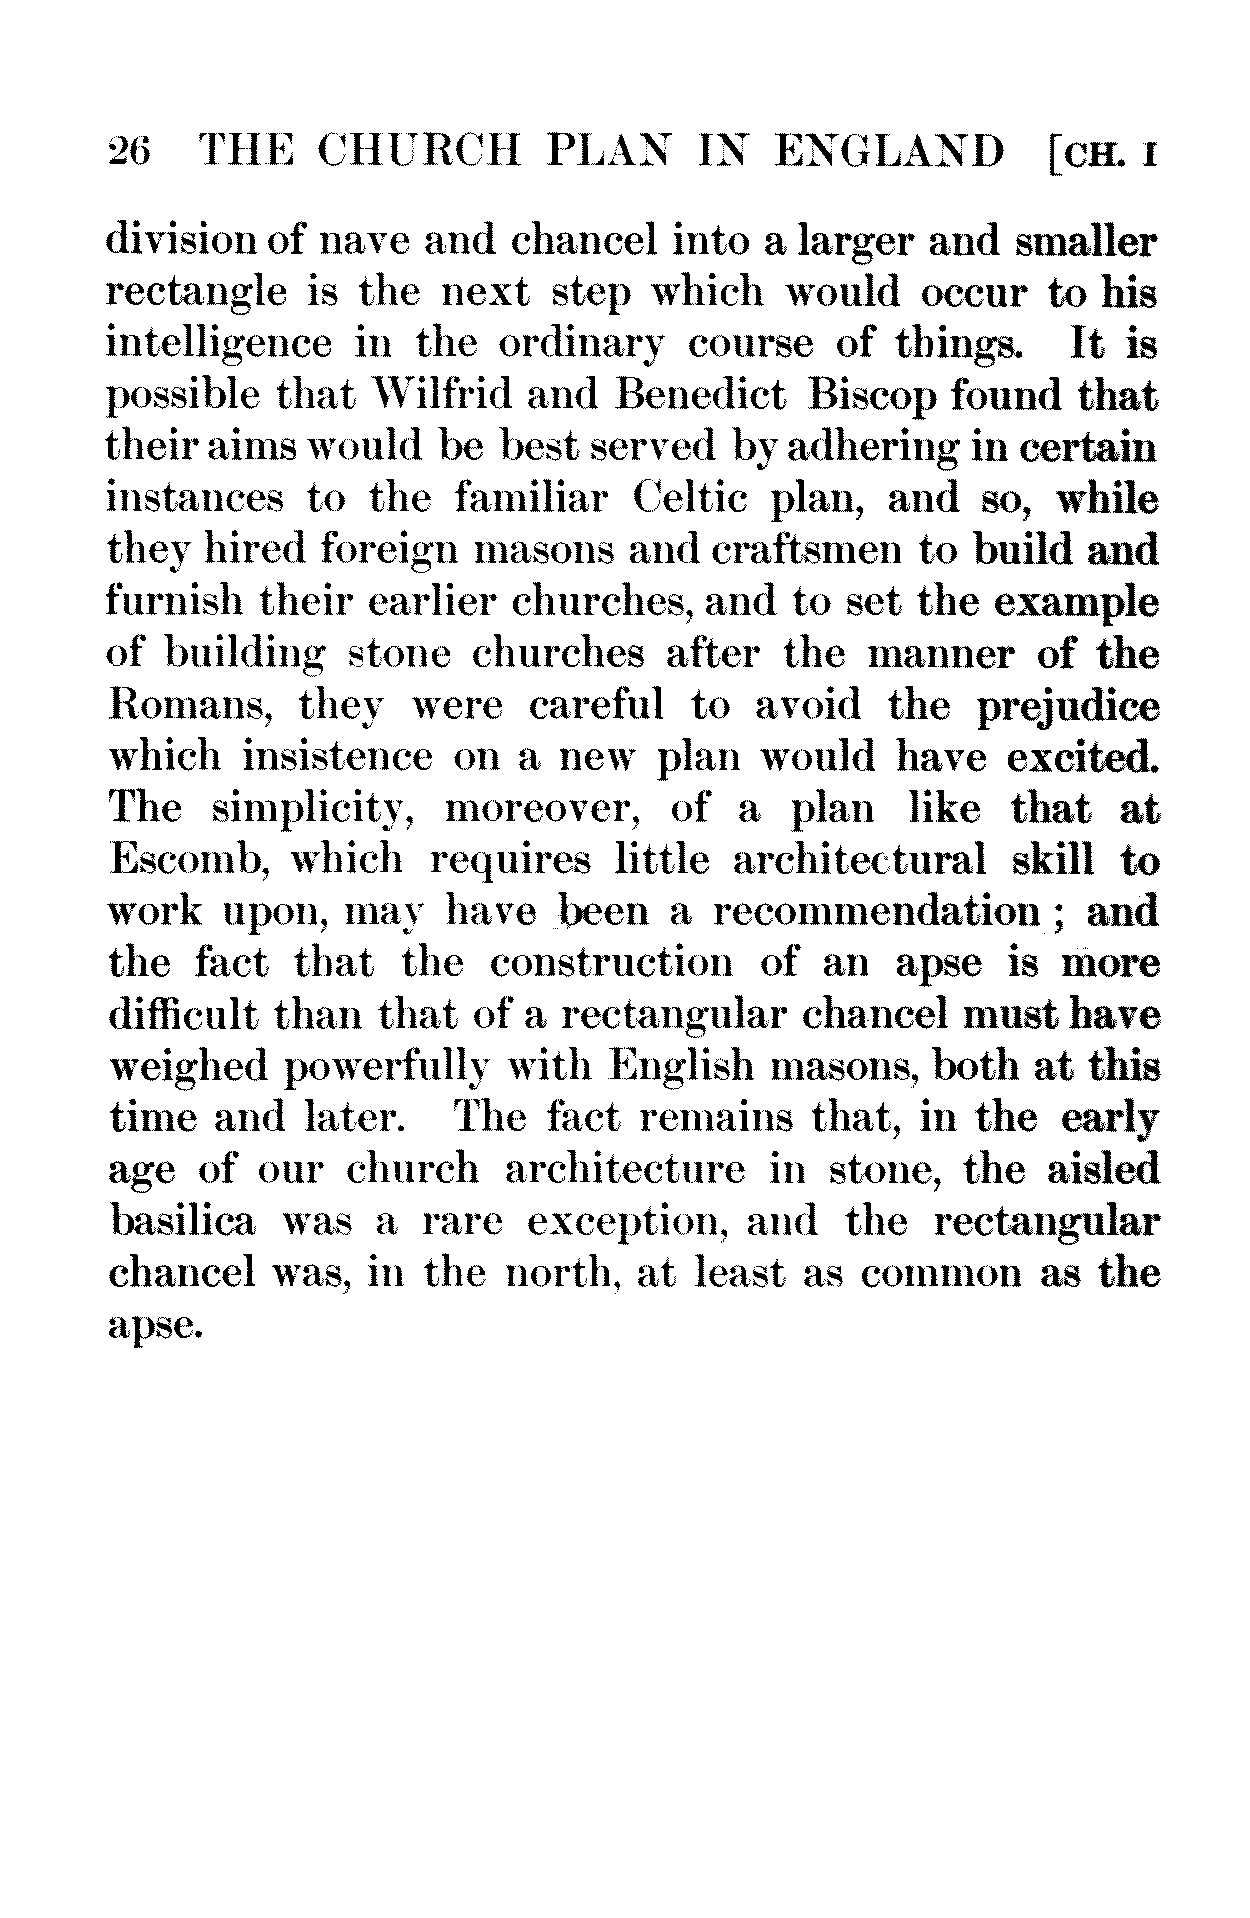 26 THE CHURCH PLAN IN ENGLAND [CH. I
division of nave and chancel into a larger and smaller
rectangle is the next step which would occur to his
intelligence in the ordinary course of things. It is
possible that Wilfrid and Benedict Biscop found that
their aims would be best served by adhering in certain
instances to the familiar Celtic plan, and so, while
they hired foreign masons and craftsmen to build and
furnish their earlier churches, and to set the example
of building stone churches after the manner of the
Romans, they were careful to avoid the prejudice
which insistence on a new plan would have excited.
The simplicity, moreover, of a plan like that at
Escomb, which requires little architectural skill to
work upon, may have been a recommendation ; and
the fact that the construction of an apse is more
difficult than that of a rectangular chancel must have
weighed powerfully with English masons, both at this
time and later. The fact remains that, in the early
age of our church architecture in stone, the aisled
basilica was a rare exception, and the rectangular
chancel was, in the north, at least as common as the
apse.